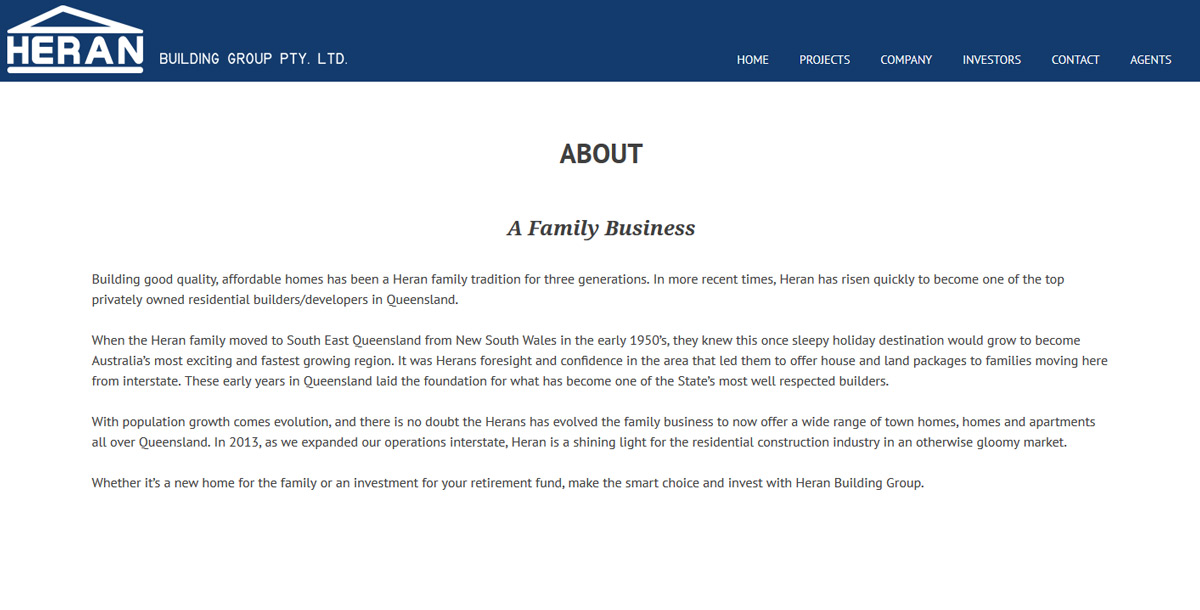 HERAN
BUILDING GROUP PTY. LTD.
HOME PROJECTS COMPANY INVESTORS CONTACT AGENTS
ABOUT
A Family Business
Building good quality, affordable homes has been a Heran family tradition for three generations. In more recent times, Heran has risen quickly to become one of the top
privately owned residential builders/developers in Queensland.
When the Heran family moved to South East Queensland from New South Wales in the early 1950's, they knew this once sleepy holiday destination would grow to become
Australia's most exciting and fastest growing region. It was Herans foresight and confidence in the area that led them to offer house and land packages to families moving here
from interstate. These early years in Queensland laid the foundation for what has become one of the State's most well respected builders.
With population growth comes evolution, and there is no doubt the Herans has evolved the family business to now offer a wide range of town homes, homes and apartments
all over Queensland. In 2013, as we expanded our operations interstate, Heran is a shining light for the residential construction industry in an otherwise gloomy market.
Whether it's a new home for the family or an investment for your retirement fund, make the smart choice and invest with Heran Building Group.